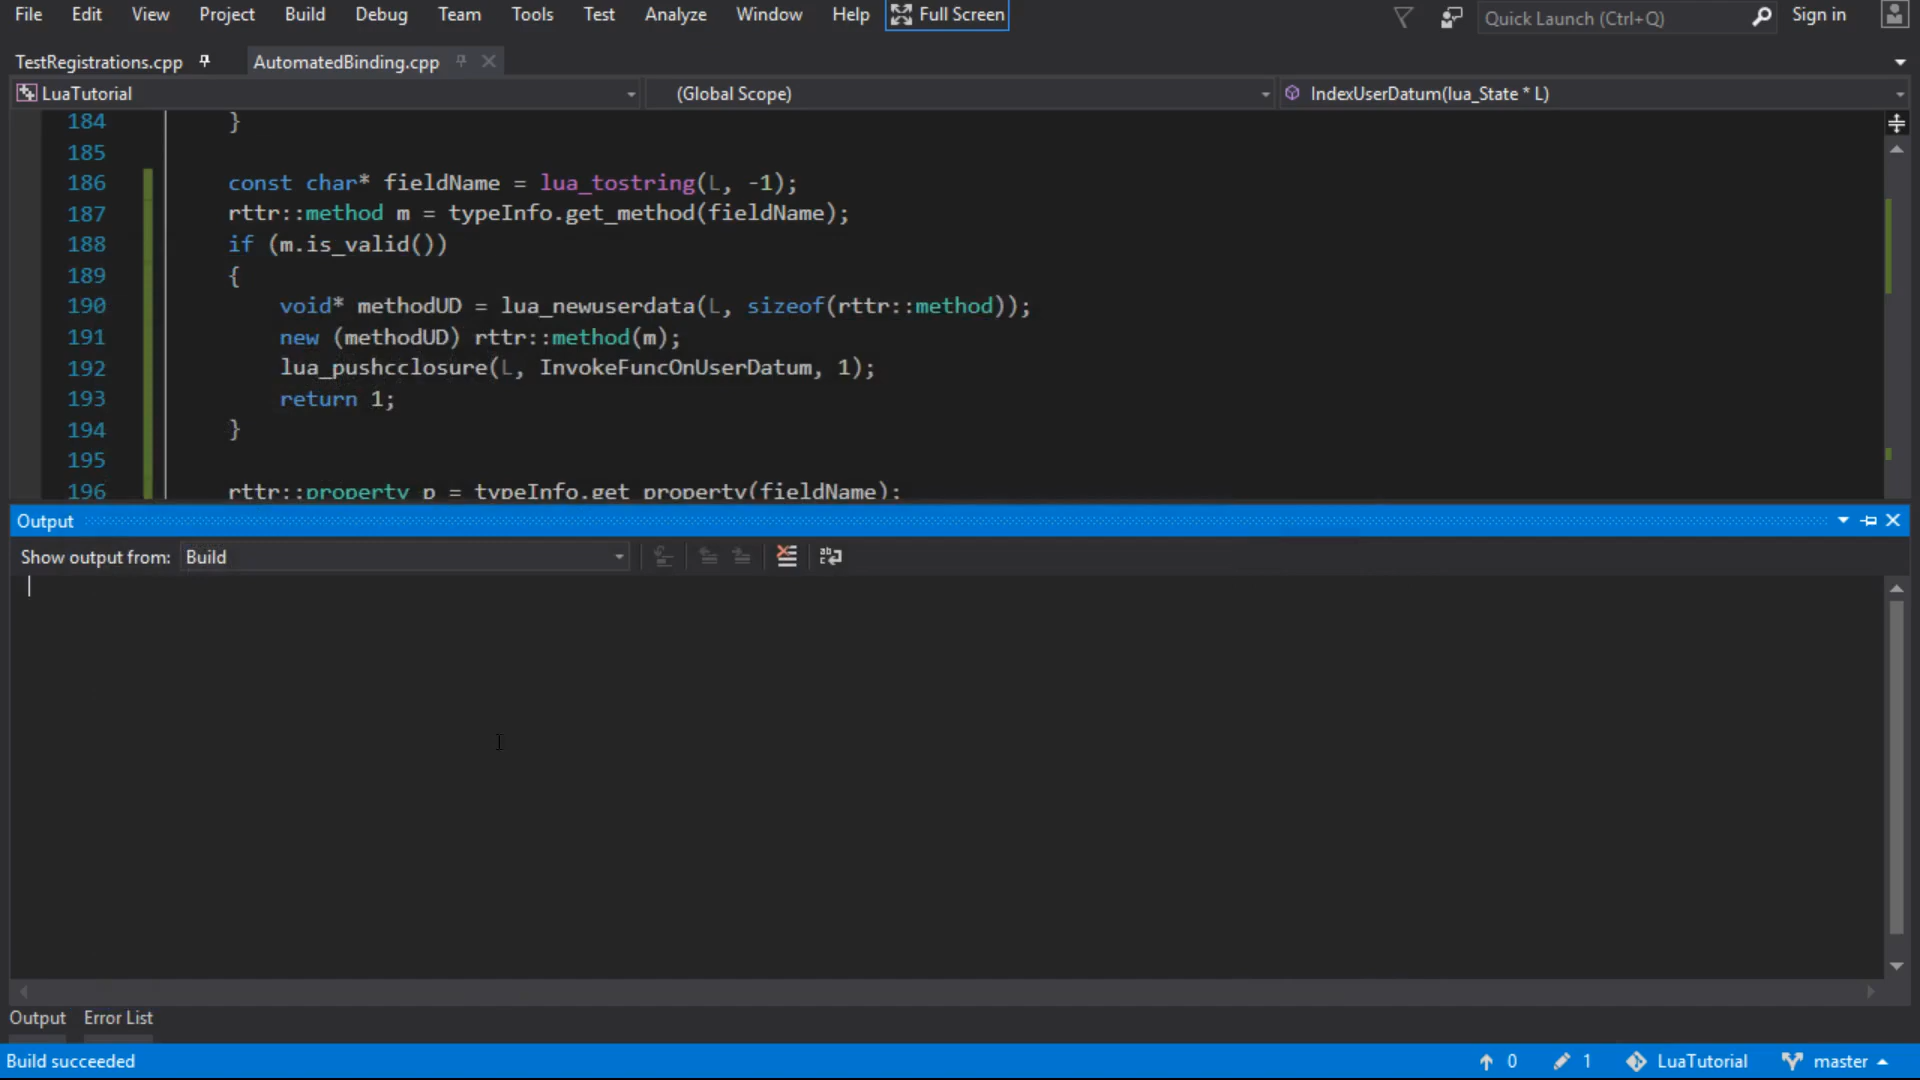 File Edit View Project Build Debug Team Tools Test Analyze Window Help Full Screen Quick Launch (Ctrl+Q) Sign in
TestRegistrations.cpp AutomatedBinding.cpp
LuaTutorial (Global Scope) IndexUserDatum(lua_State * L)
184 }
185
186 const char* fieldName = lua_tostring(L, -1);
187 rttr::method m = typeInfo.get_method(fieldName);
188 if (m.is_valid())
189 {
190 void* methodUD = lua_newuserdata(L, sizeof(rttr::method));
191 new (methodUD) rttr::method(m);
192 lua_pushcclosure(L, InvokeFuncOnUserDatum, 1);
193 return 1;
194 }
195
196 rttr::property p = typeInfo.get_property(fieldName);
Output
Show output from: Build
Output Error List
Build succeeded 0 1 LuaTutorial master